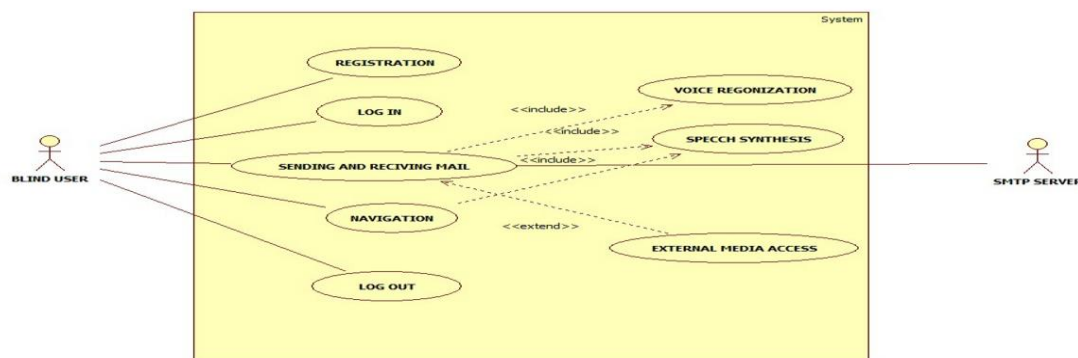 System
REGISTRATION
VOICE REGONIZATION
<<include>>
LOG IN
<<include>>
SPECCH SYNTHESIS
<<include>>
SENDING AND RECIVING MAIL
BLIND USER
SMTP SERVER
NAVIGATION
<<extend>>
EXTERNAL MEDIA ACCESS
LOG OUT